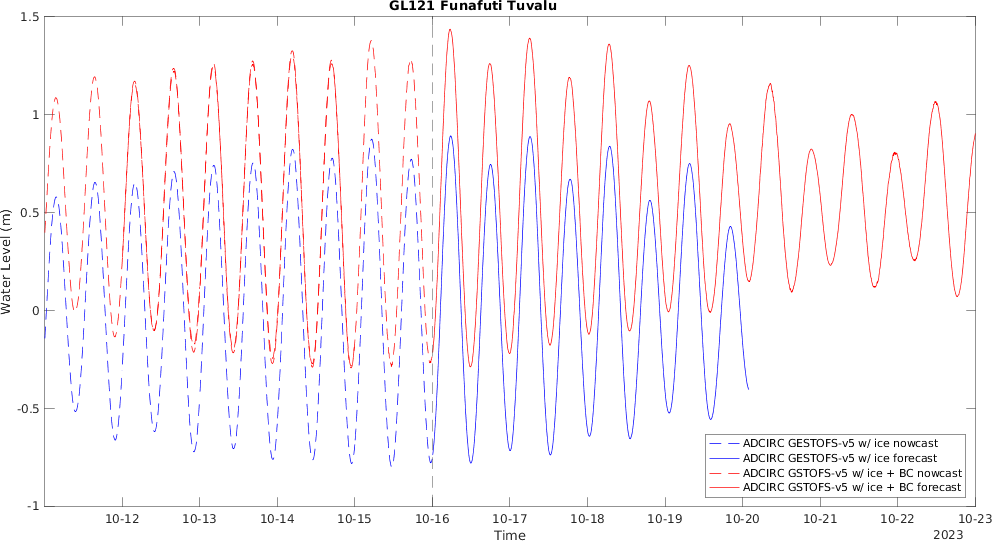 GL121 Funafuti Tuvalu
Water Level (m)
1.5
1
0.5
0
-0.5
-1
10-12
10-13
10-14
10-15
10-16
10-17
10-18
10-19
10-20
10-21
10-22
10-23
Time
2023
ADCIRC GESTOFS-v5 w/ ice nowcast
ADCIRC GESTOFS-v5 w/ ice forecast
ADCIRC GSTOFS-v5 w/ ice + BC nowcast
ADCIRC GSTOFS-v5 w/ ice + BC forecast